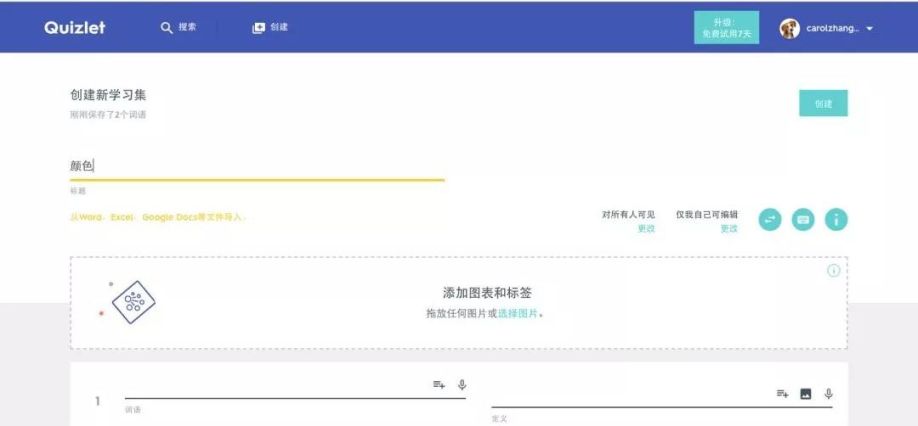 Quizlet
搜索
创建
升级：
免费试用7天
carolzhang...
创建新学习集
刚刚保存了2个词语
创建
颜色
标题
从Word，Excel，Google Docs等文件导入。
对所有人可见
更改
仅我自己可编辑
更改
添加图表和标签
拖放任何图片或选择图片。
1
词语
定义